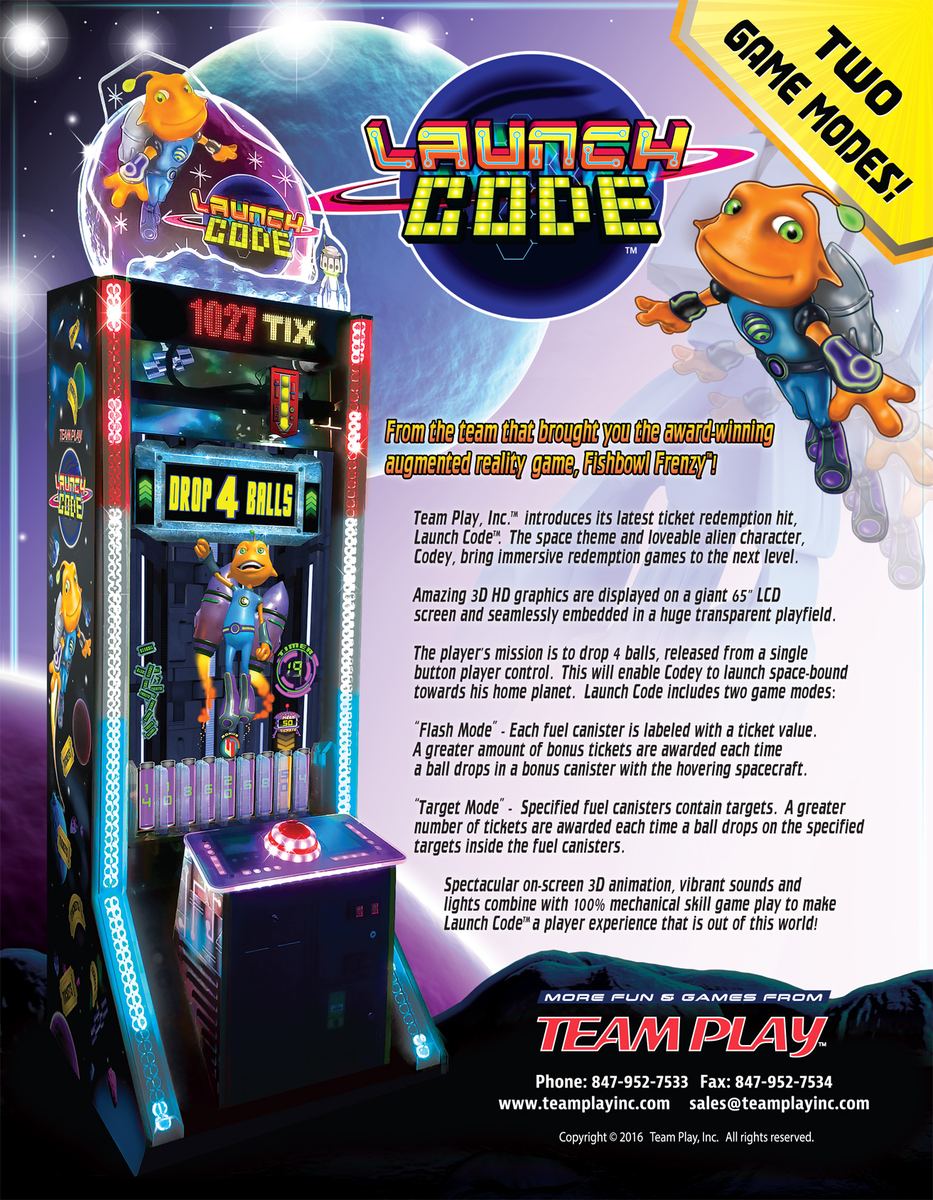 TWO
GAME MODES!
LAUNCH
CODE™
LAUNCH
CODE
1027 TIX
TEAM PLAY
LAUNCH
CODE
DROP 4 BALLS
TIMER
19
From the team that brought you the award-winning
augmented reality game, Fishbowl Frenzy™!
Team Play, Inc.™ introduces its latest ticket redemption hit,
Launch Code™. The space theme and loveable alien character,
Codey, bring immersive redemption games to the next level.
Amazing 3D HD graphics are displayed on a giant 65" LCD
screen and seamlessly embedded in a huge transparent playfield.
The player's mission is to drop 4 balls, released from a single
button player control. This will enable Codey to launch space-bound
towards his home planet. Launch Code includes two game modes:
"Flash Mode" - Each fuel canister is labeled with a ticket value.
A greater amount of bonus tickets are awarded each time
a ball drops in a bonus canister with the hovering spacecraft.
"Target Mode" - Specified fuel canisters contain targets. A greater
number of tickets are awarded each time a ball drops on the specified
targets inside the fuel canisters.
Spectacular on-screen 3D animation, vibrant sounds and
lights combine with 100% mechanical skill game play to make
Launch Code™ a player experience that is out of this world!
MORE FUN & GAMES FROM
TEAM PLAY™
Phone: 847-952-7533 Fax: 847-952-7534
www.teamplayinc.com sales@teamplayinc.com
Copyright © 2016 Team Play, Inc. All rights reserved.